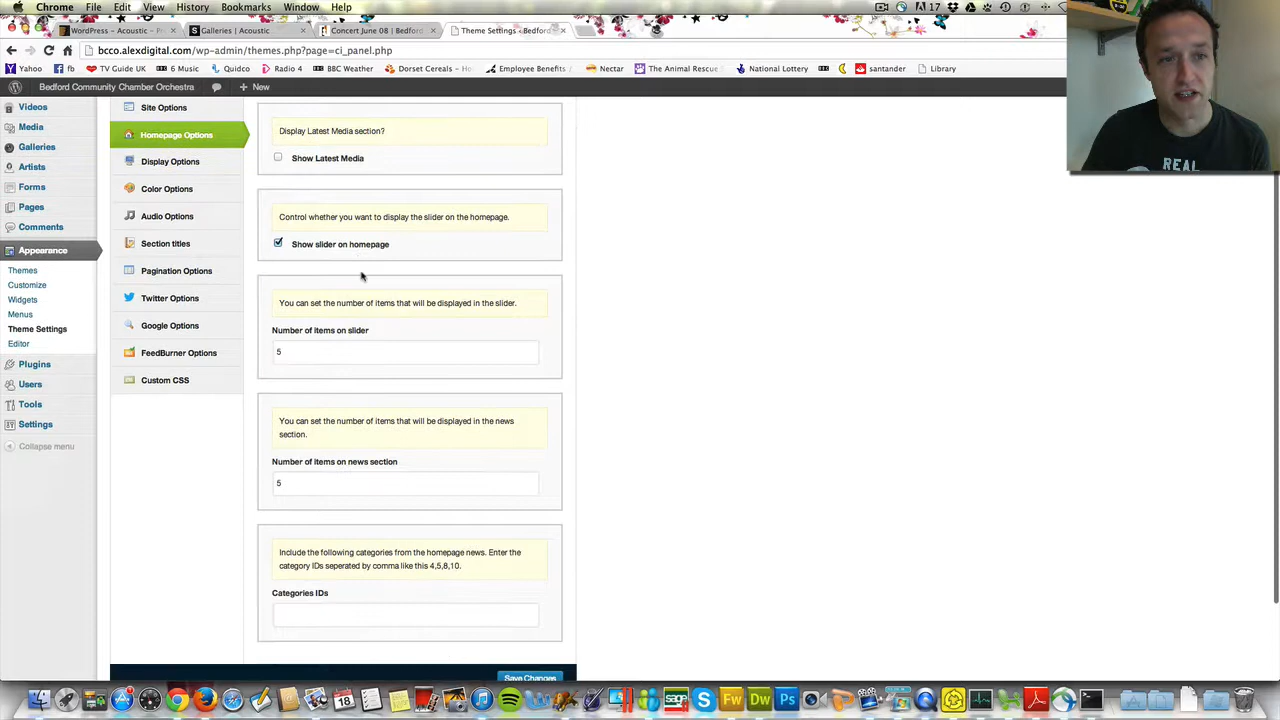 Chrome File Edit View History Bookmarks Window Help
17
WordPress – Acoustic
Galleries | Acoustic
Concert June 08 | Bedford
Theme Settings ‹ Bedford
bcco.alexdigital.com/wp-admin/themes.php?page=ci_panel.php
Yahoo fb TV Guide UK 6 Music Quidco Radio 4 BBC Weather Dorset Cereals – Ho Employee Benefits Nectar The Animal Rescue National Lottery santander Library
Bedford Community Chamber Orchestra + New
Videos
Media
Galleries
Artists
Forms
Pages
Comments
Appearance
Themes
Customize
Widgets
Menus
Theme Settings
Editor
Plugins
Users
Tools
Settings
Collapse menu
Site Options
Homepage Options
Display Options
Color Options
Audio Options
Section titles
Pagination Options
Twitter Options
Google Options
FeedBurner Options
Custom CSS
Display Latest Media section?
Show Latest Media
Control whether you want to display the slider on the homepage.
Show slider on homepage
You can set the number of items that will be displayed in the slider.
Number of items on slider
5
You can set the number of items that will be displayed in the news
section.
Number of items on news section
5
Include the following categories from the homepage news. Enter the
category IDs seperated by comma like this 4,5,8,10.
Categories IDs
Save Changes
REAL
18
sage
Fw
Dw
Ps